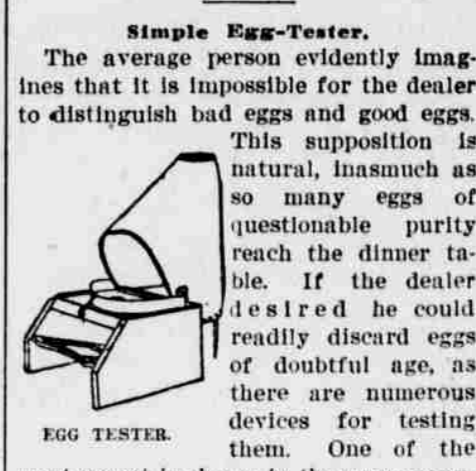 Simple Egg-Tester.
The average person evidently imag-
ines that it is impossible for the dealer
to distinguish bad eggs and good eggs.
This supposition is
natural, inasmuch as
so many eggs of
questionable purity
reach the dinner ta-
ble. If the dealer
desired he could
readily discard eggs
of doubtful age, as
there are numerous
devices for testing
them. One of the
EGG TESTER.